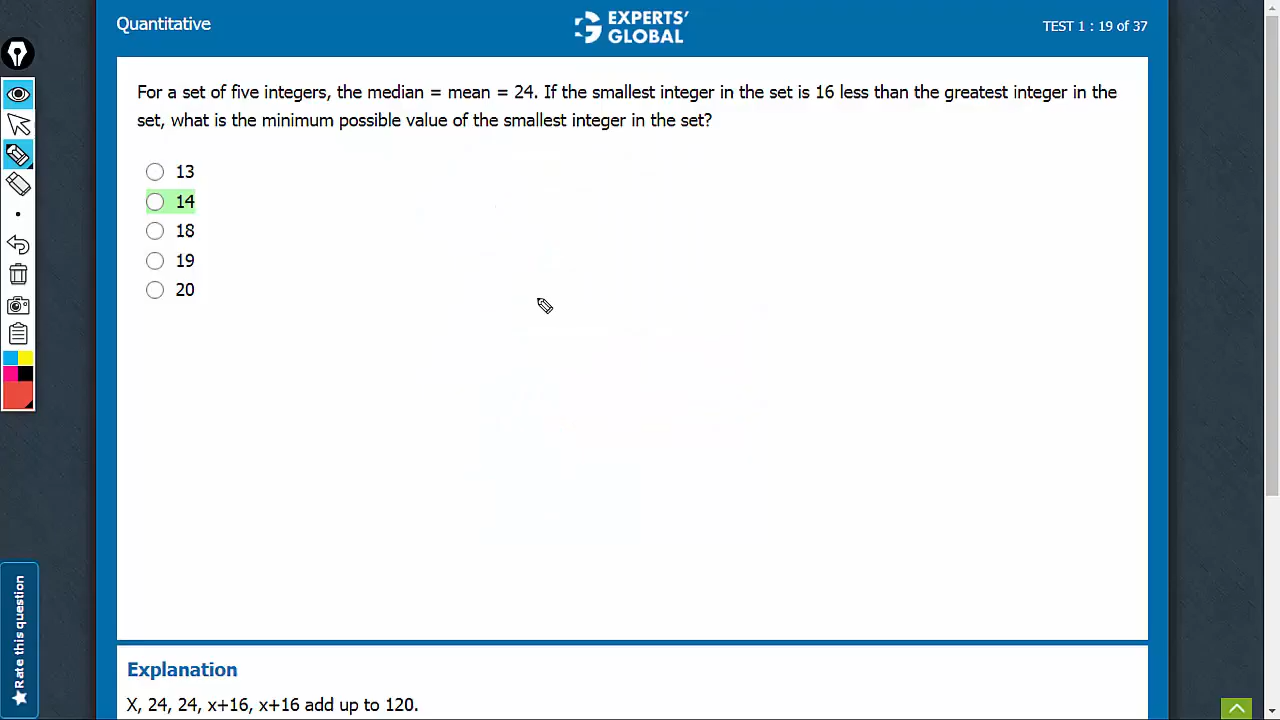 Quantitative
EXPERTS'
GLOBAL
TEST 1 : 19 of 37
For a set of five integers, the median = mean = 24. If the smallest integer in the set is 16 less than the greatest integer in the
set, what is the minimum possible value of the smallest integer in the set?
13
14
18
19
20
Rate this question
Explanation
X, 24, 24, x+16, x+16 add up to 120.